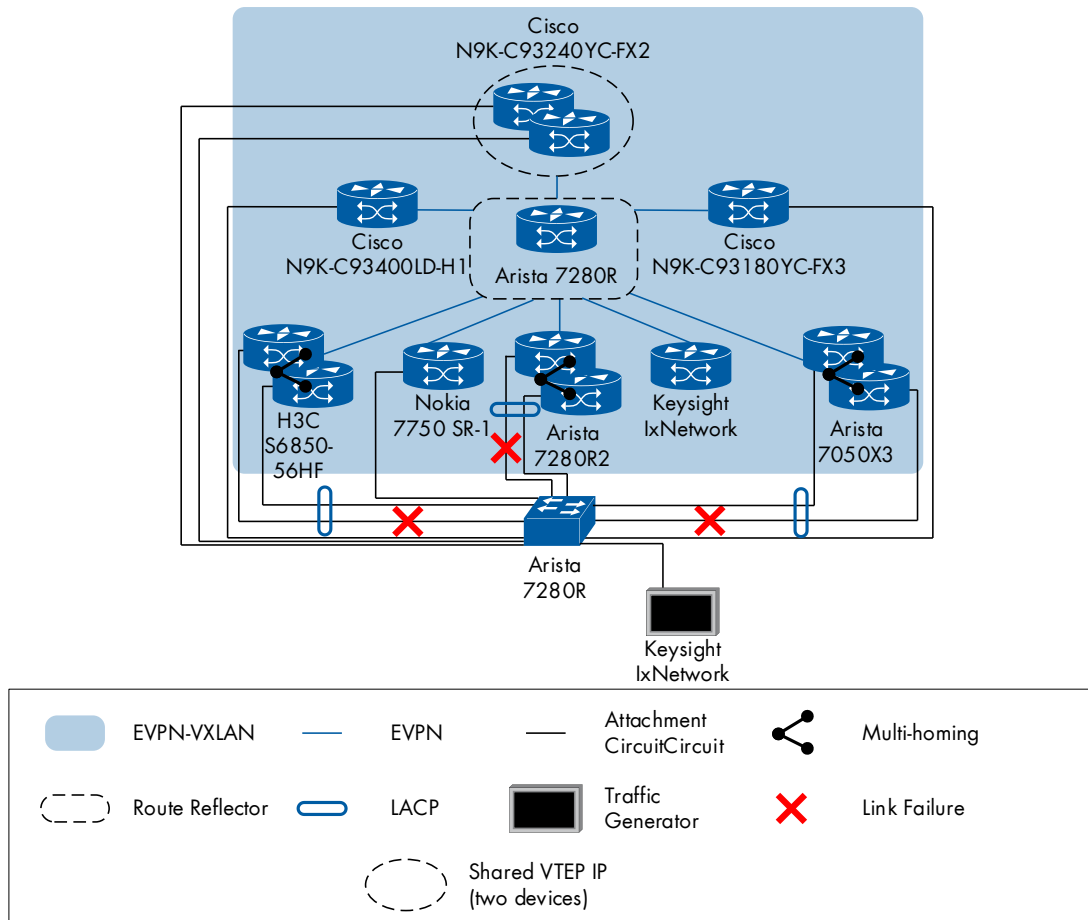 Cisco
N9K-C93240YC-FX2
Cisco
N9K-C93400LD-H1
Arista 7280R
Cisco
N9K-C93180YC-FX3
H3C
S6850-
56HF
Nokia
7750 SR-1
Arista
7280R2
Keysight
IxNetwork
Arista
7050X3
Arista
7280R
Keysight
IxNetwork
EVPN-VXLAN
EVPN
Attachment
CircuitCircuit
Multi-homing
Route Reflector
LACP
Traffic
Generator
Link Failure
Shared VTEP IP
(two devices)